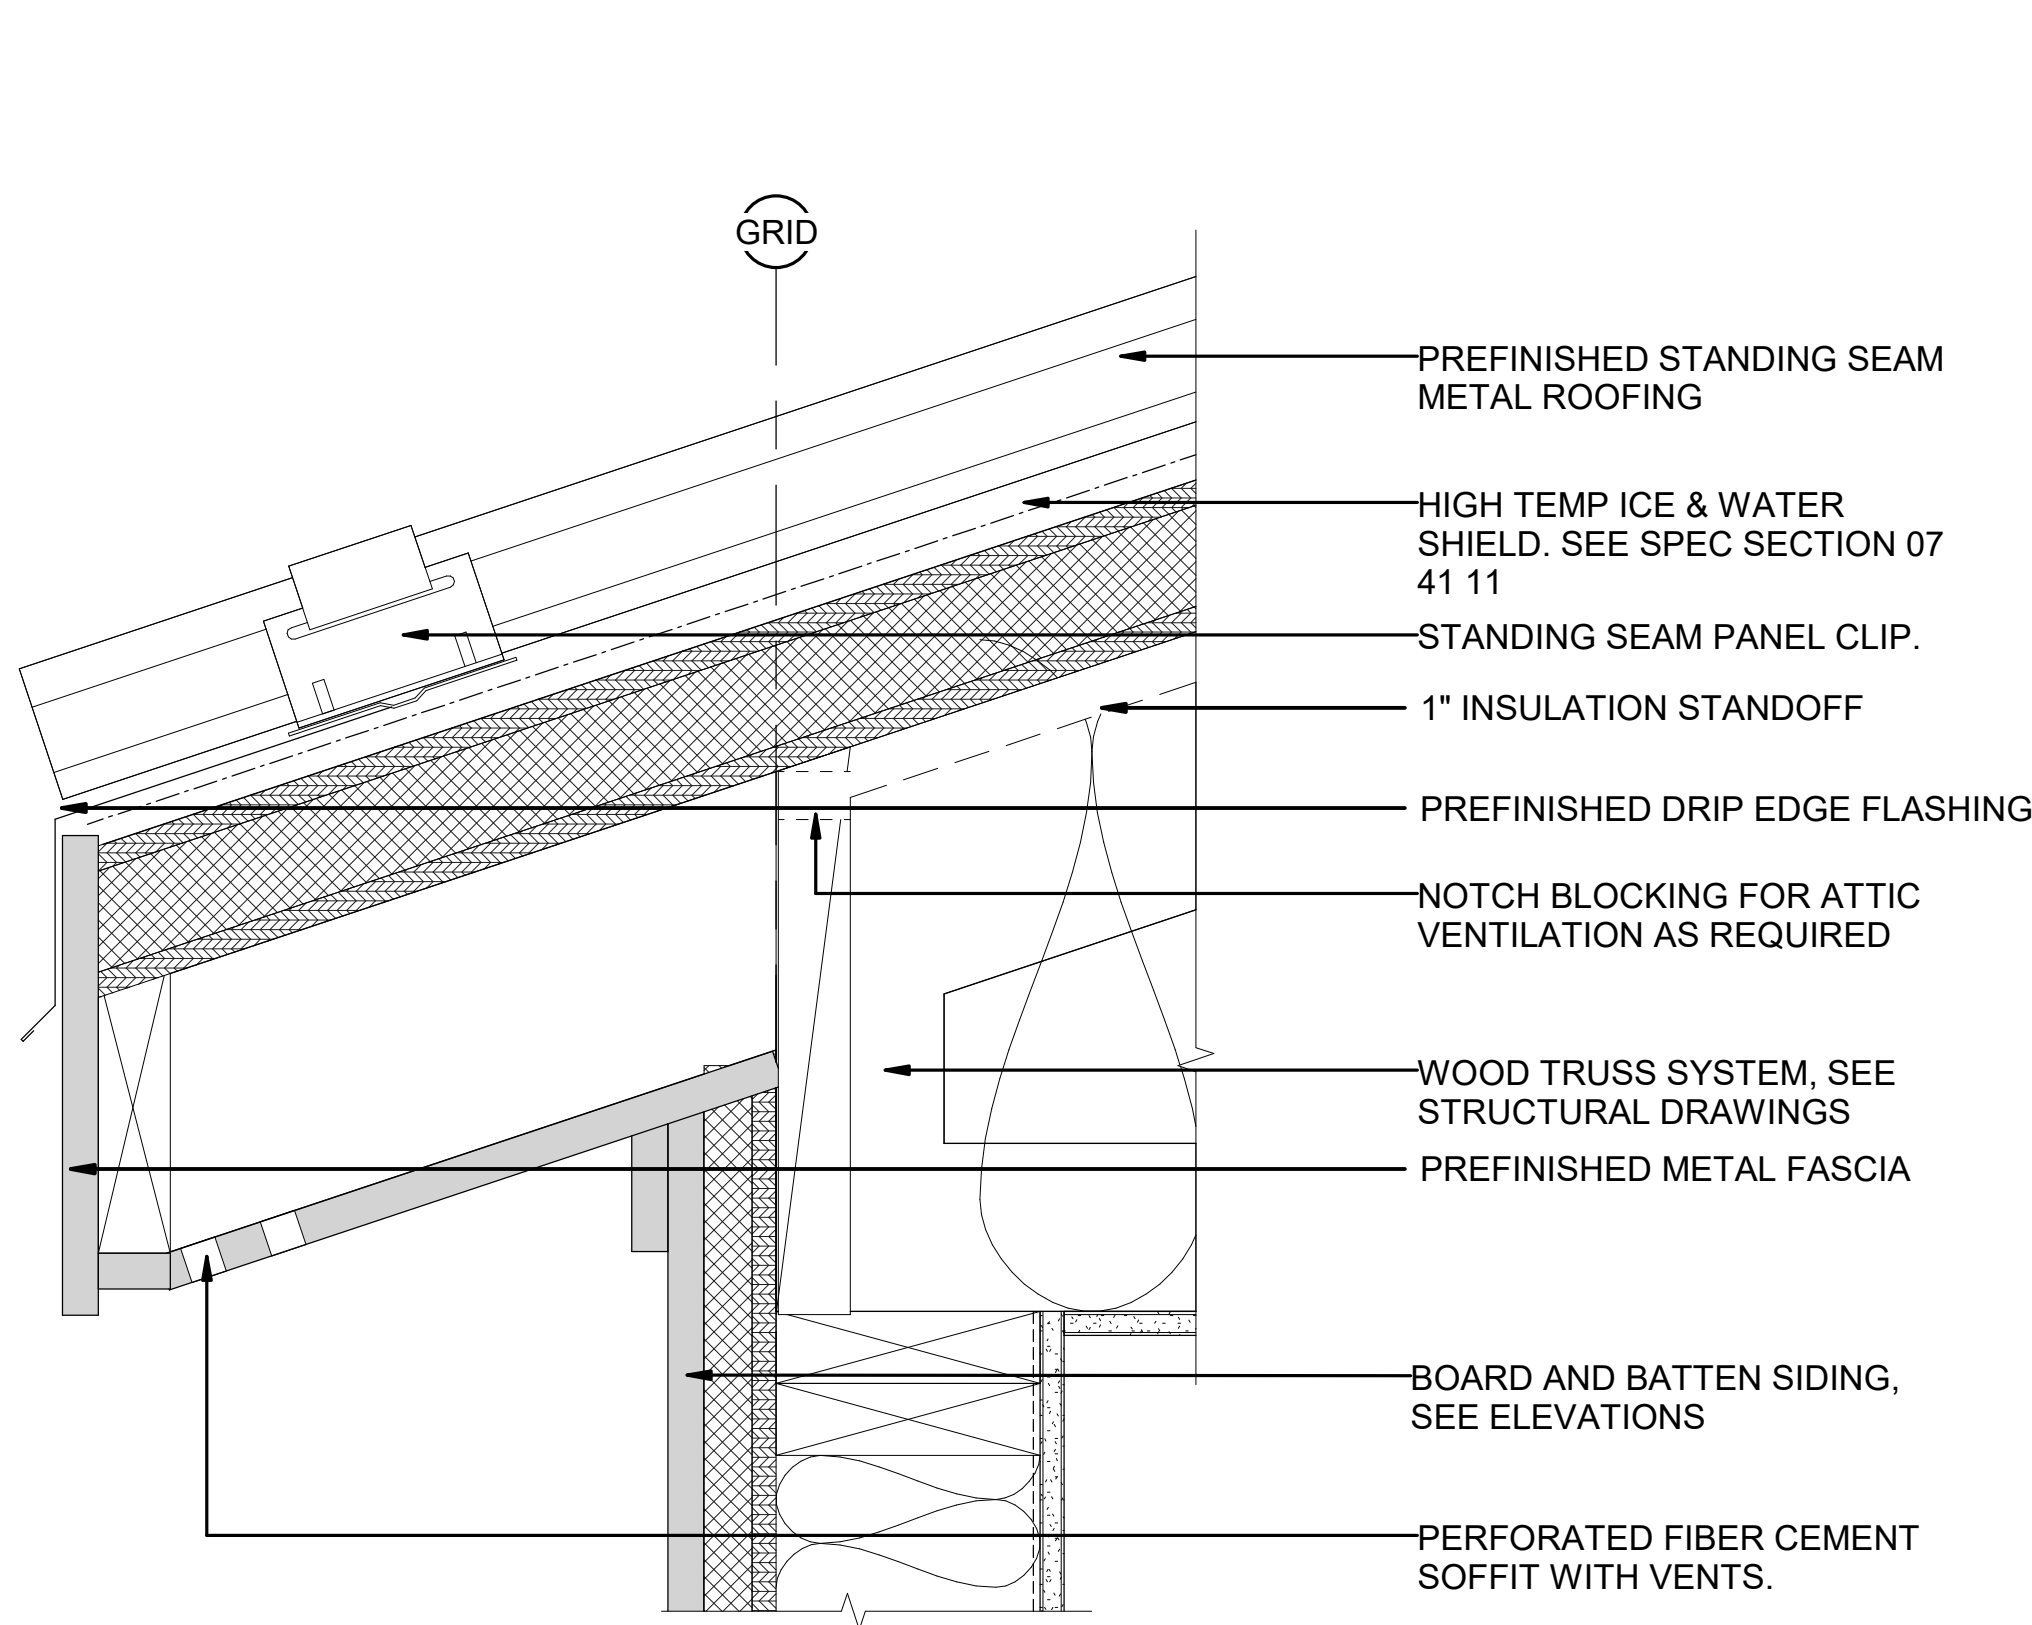 GRID
PREFINISHED STANDING SEAM
METAL ROOFING
HIGH TEMP ICE & WATER
SHIELD. SEE SPEC SECTION 07
41 11
STANDING SEAM PANEL CLIP.
1" INSULATION STANDOFF
PREFINISHED DRIP EDGE FLASHING
NOTCH BLOCKING FOR ATTIC
VENTILATION AS REQUIRED
WOOD TRUSS SYSTEM, SEE
STRUCTURAL DRAWINGS
PREFINISHED METAL FASCIA
BOARD AND BATTEN SIDING,
SEE ELEVATIONS
PERFORATED FIBER CEMENT
SOFFIT WITH VENTS.